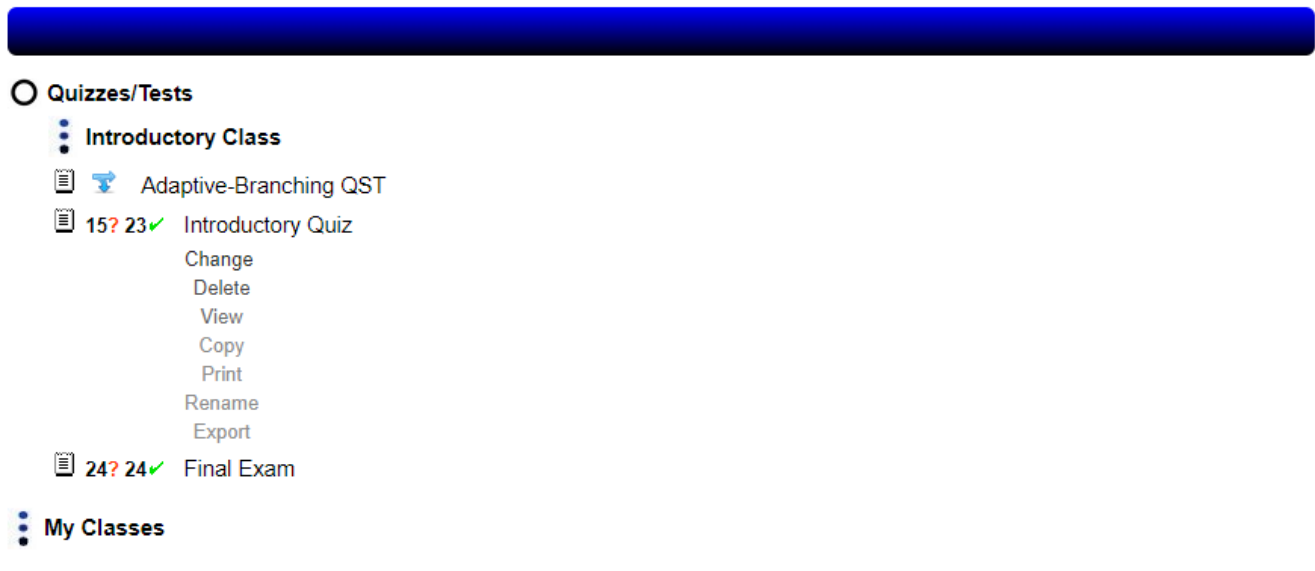 Quizzes/Tests
Introductory Class
Adaptive-Branching QST
15? 23✔ Introductory Quiz
Change
Delete
View
Copy
Print
Rename
Export
24? 24✔ Final Exam
My Classes